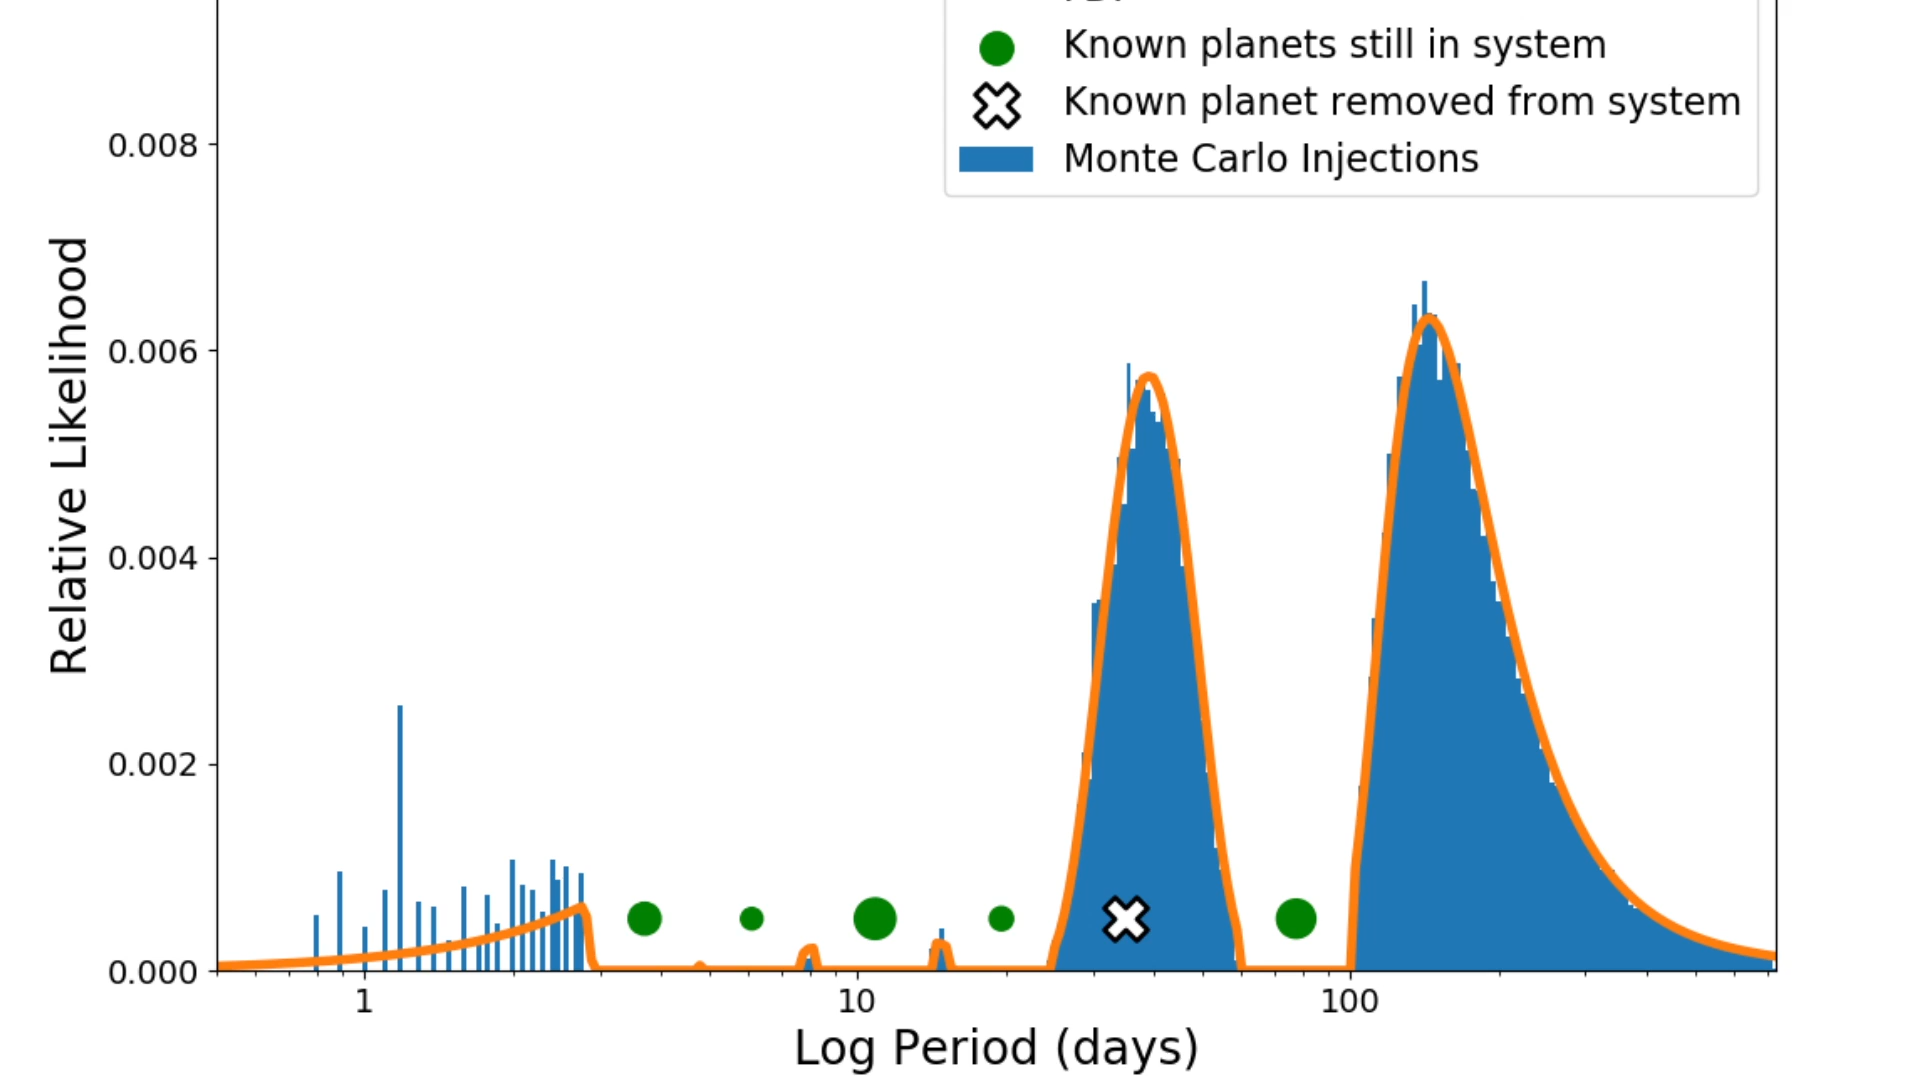 Known planets still in system
Known planet removed from system
Monte Carlo Injections
0.008
0.006
0.004
0.002
0.000
Relative Likelihood
1
10
100
Log Period (days)